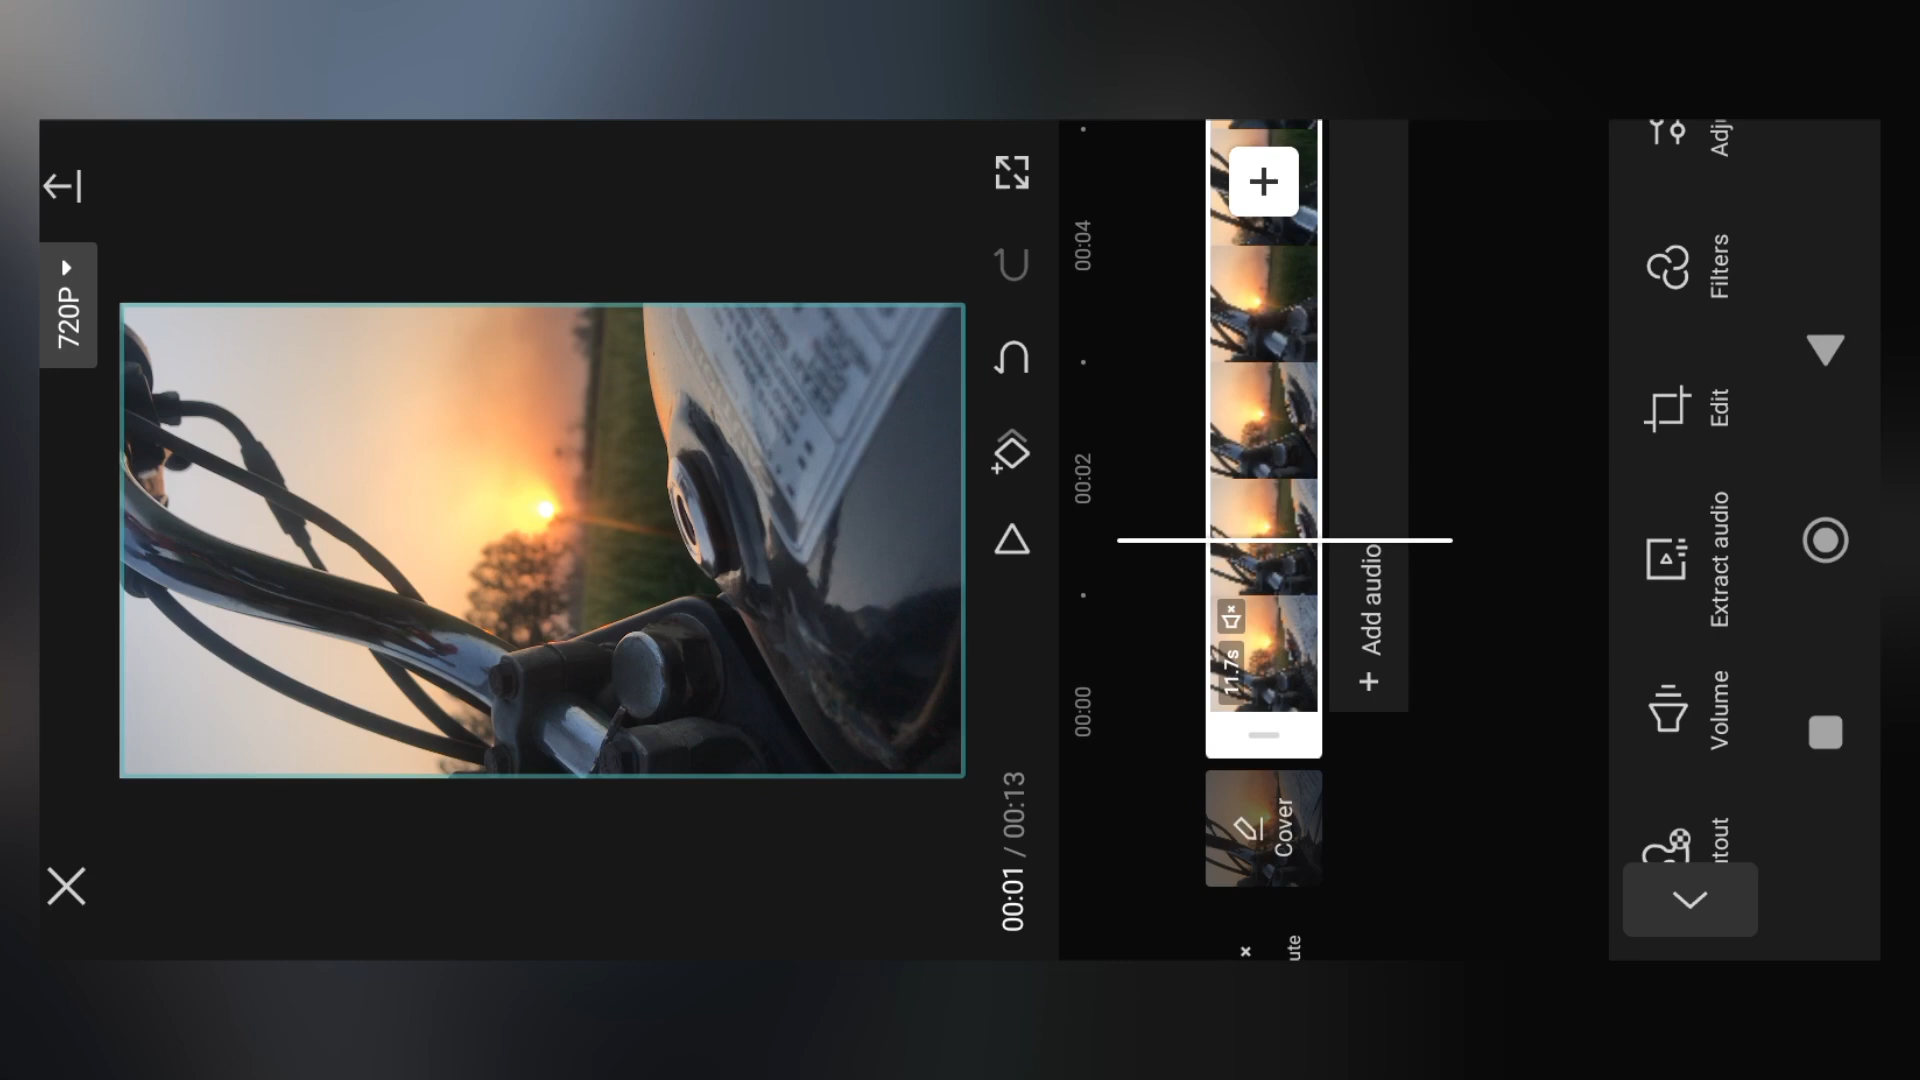 720P
00:01 / 00:13
00:00
00:02
00:04
11.7s
Cover
+ Add audio
Volume
Extract audio
Edit
Filters